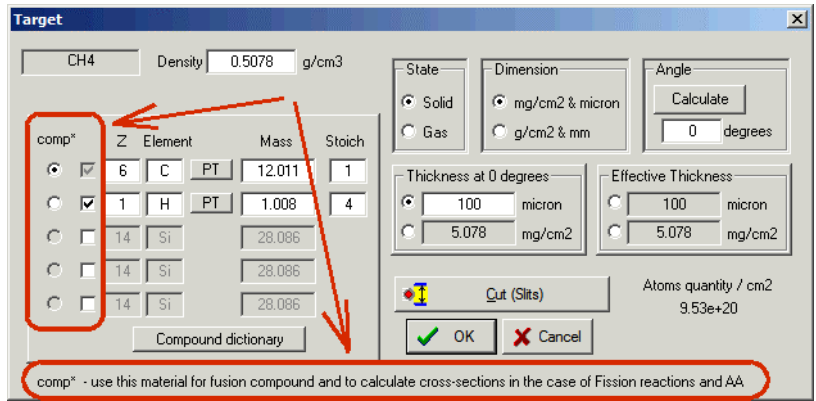 Target
CH4 Density 0.5078 g/cm3
comp* Z Element Mass Stoich
6 C PT 12.011 1
1 H PT 1.008 4
14 Si 28.086
14 Si 28.086
14 Si 28.086
Compound dictionary
State
Solid
Gas
Dimension
mg/cm2 & micron
g/cm2 & mm
Angle
Calculate
0 degrees
Thickness at 0 degrees
100 micron
5.078 mg/cm2
Effective Thickness
100 micron
5.078 mg/cm2
Cut (Slits)
Atoms quantity / cm2
9.53e+20
OK Cancel
comp* - use this material for fusion compound and to calculate cross-sections in the case of Fission reactions and AA